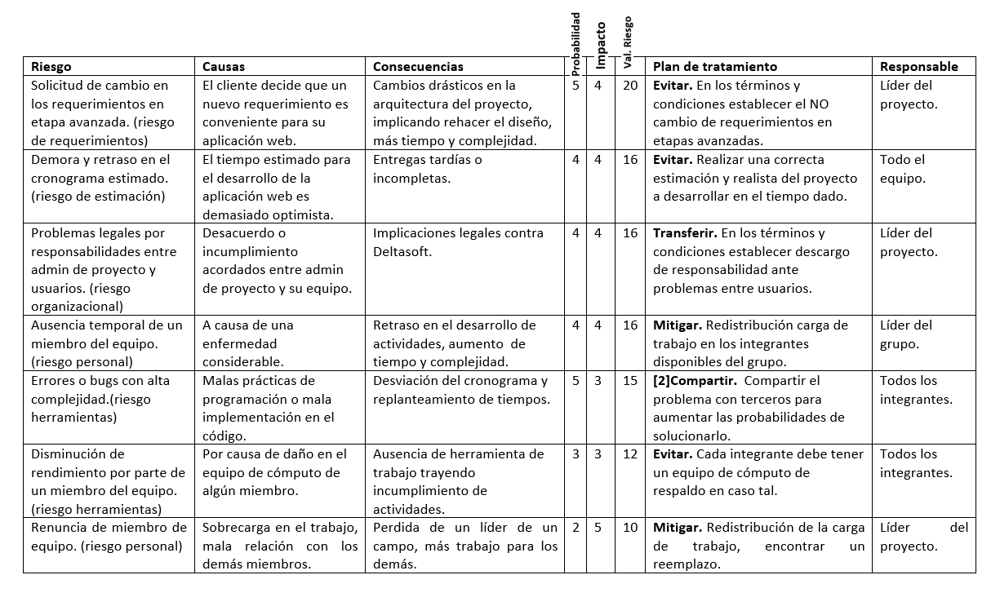 Riesgo Causas Consecuencias Probabilidad Impacto Val. Riesgo Plan de tratamiento Responsable
Solicitud de cambio en El cliente decide que un Cambios drásticos en la 5 4 20 Evitar. En los términos y Líder del
los requerimientos en nuevo requerimiento es arquitectura del proyecto, condiciones establecer el NO proyecto.
etapa avanzada. (riesgo conveniente para su implicando rehacer el diseño, cambio de requerimientos en
de requerimientos) aplicación web. más tiempo y complejidad. etapas avanzadas.
Demora y retraso en el El tiempo estimado para Entregas tardías o 4 4 16 Evitar. Realizar una correcta Todo el
cronograma estimado. el desarrollo de la incompletas. estimación y realista del proyecto equipo.
(riesgo de estimación) aplicación web es a desarrollar en el tiempo dado.
demasiado optimista.
Problemas legales por Desacuerdo o Implicaciones legales contra 4 4 16 Transferir. En los términos y Líder del
responsabilidades entre incumplimiento Deltasoft. condiciones establecer descargo proyecto.
admin de proyecto y acordados entre admin de responsabilidad ante
usuarios. (riesgo de proyecto y su equipo. problemas entre usuarios.
organizacional)
Ausencia temporal de un A causa de una Retraso en el desarrollo de 4 4 16 Mitigar. Redistribución carga de Líder del
miembro del equipo. enfermedad actividades, aumento de trabajo en los integrantes grupo.
(riesgo personal) considerable. tiempo y complejidad. disponibles del grupo.
Errores o bugs con alta Malas prácticas de Desviación del cronograma y 5 3 15 [2]Compartir. Compartir el Todos los
complejidad.(riesgo programación o mala replanteamiento de tiempos. problema con terceros para integrantes.
herramientas) implementación en el aumentar las probabilidades de
código. solucionarlo.
Disminución de Por causa de daño en el Ausencia de herramienta de 3 3 12 Evitar. Cada integrante debe tener Todos los
rendimiento por parte de equipo de cómputo de trabajo trayendo un equipo de cómputo de integrantes.
un miembro del equipo. algún miembro. incumplimiento de respaldo en caso tal.
(riesgo herramientas) actividades.
Renuncia de miembro de Sobrecarga en el trabajo, Perdida de un líder de un 2 5 10 Mitigar. Redistribución de la carga Líder del
equipo. (riesgo personal) mala relación con los campo, más trabajo para los de trabajo, encontrar un proyecto.
demás miembros. demás. reemplazo.